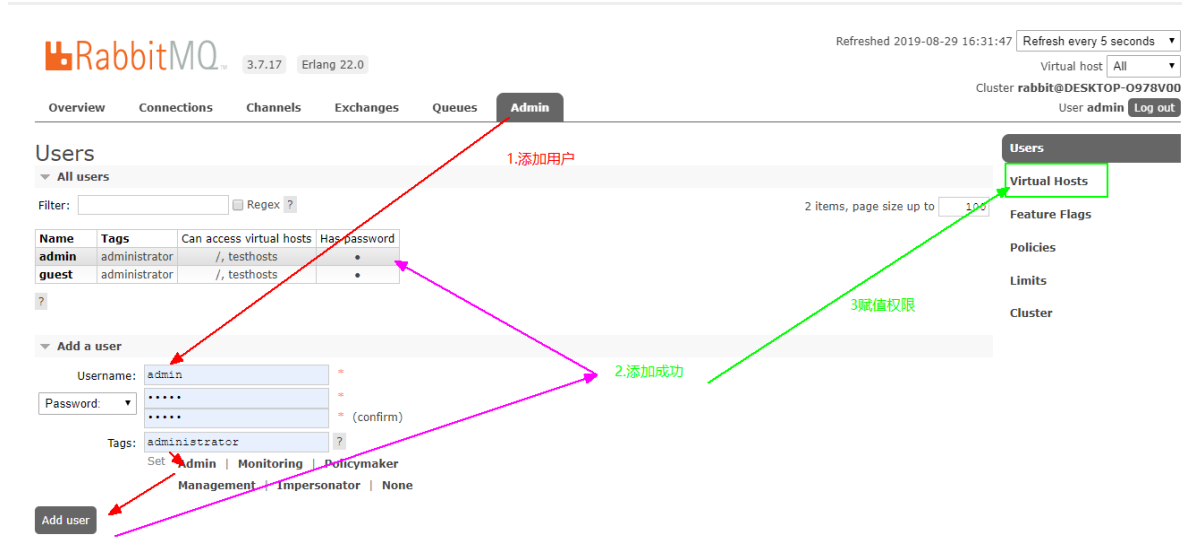 Refreshed 2019-08-29 16:31:47 Refresh every 5 seconds
RabbitMQ 3.7.17 Erlang 22.0
Virtual host All
Cluster rabbit@DESKTOP-O978V00
User admin Log out
Overview Connections Channels Exchanges Queues Admin
Users
1.添加用户
All users
Filter: Regex ?
2 items, page size up to 100
Name Tags Can access virtual hosts Has password
admin administrator /, testhosts ●
guest administrator /, testhosts ●
?
Users
Virtual Hosts
Feature Flags
Policies
Limits
Cluster
3赋值权限
2.添加成功
Add a user
Username: admin *
Password: ••••• *
••••• * (confirm)
Tags: administrator ?
Set Admin | Monitoring | Policymaker
Management | Impersonator | None
Add user